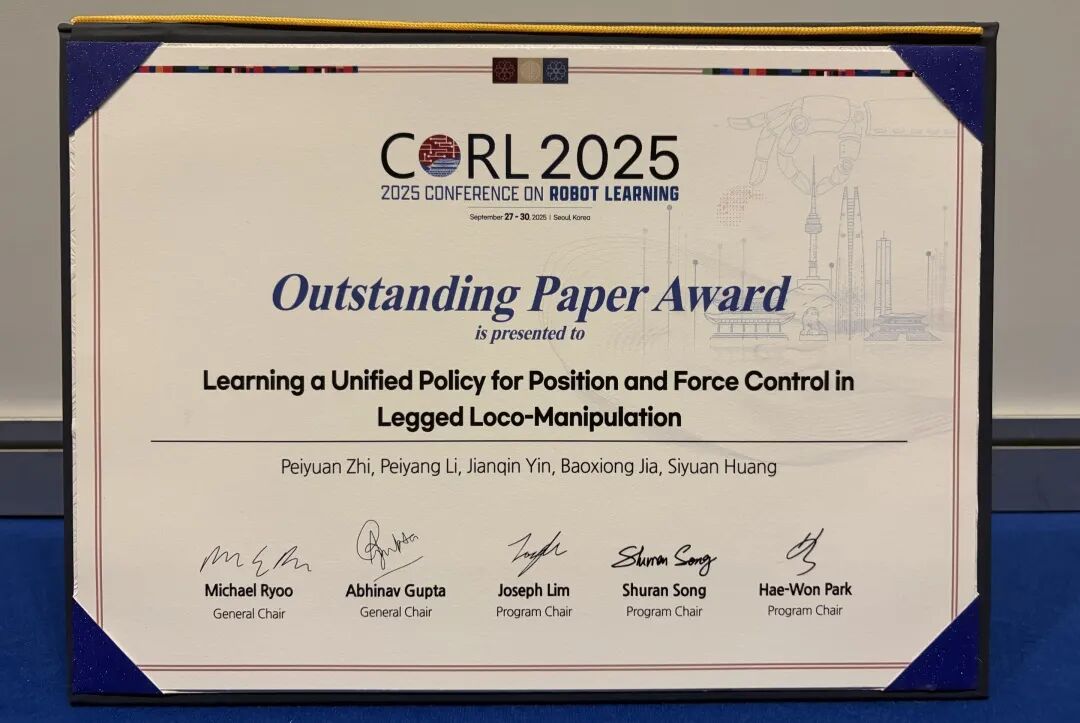 CORL 2025
2025 CONFERENCE ON ROBOT LEARNING
September 27 - 30, 2025 | Seoul, Korea
Outstanding Paper Award
is presented to
Learning a Unified Policy for Position and Force Control in
Legged Loco-Manipulation
Peiyuan Zhi, Peiyang Li, Jianqin Yin, Baoxiong Jia, Siyuan Huang
Shuran Song
Michael Ryoo Abhinav Gupta Joseph Lim Shuran Song Hae-Won Park
General Chair General Chair Program Chair Program Chair Program Chair